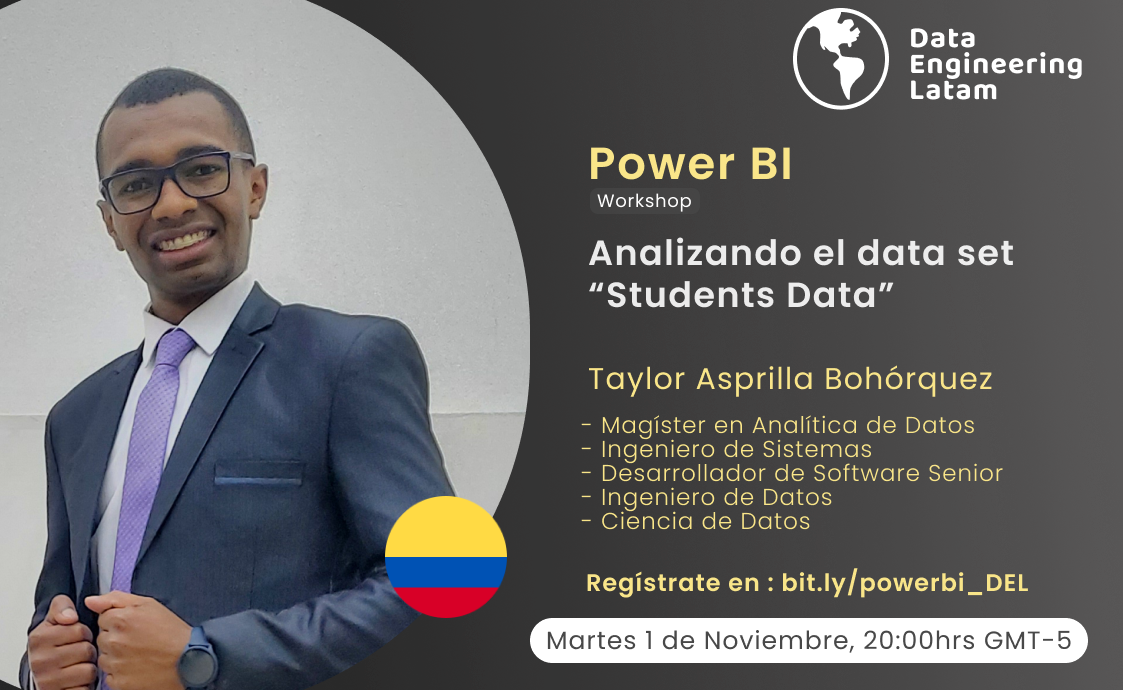 Data
Engineering
Latam
Power BI
Workshop
Analizando el data set
“Students Data”
Taylor Asprilla Bohórquez
- Magíster en Analítica de Datos
- Ingeniero de Sistemas
- Desarrollador de Software Senior
- Ingeniero de Datos
- Ciencia de Datos
Regístrate en : bit.ly/powerbi_DEL
Martes 1 de Noviembre, 20:00hrs GMT-5